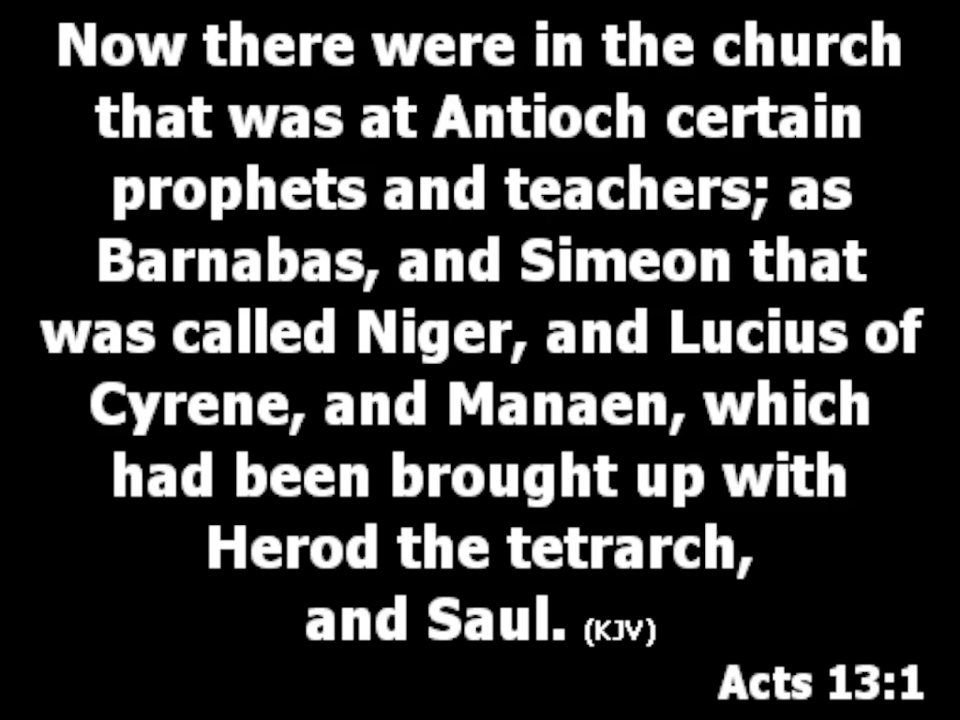 Now there were in the church
that was at Antioch certain
prophets and teachers; as
Barnabas, and Simeon that
was called Niger, and Lucius of
Cyrene, and Manaen, which
had been brought up with
Herod the tetrarch,
and Saul. (KJV)
Acts 13:1